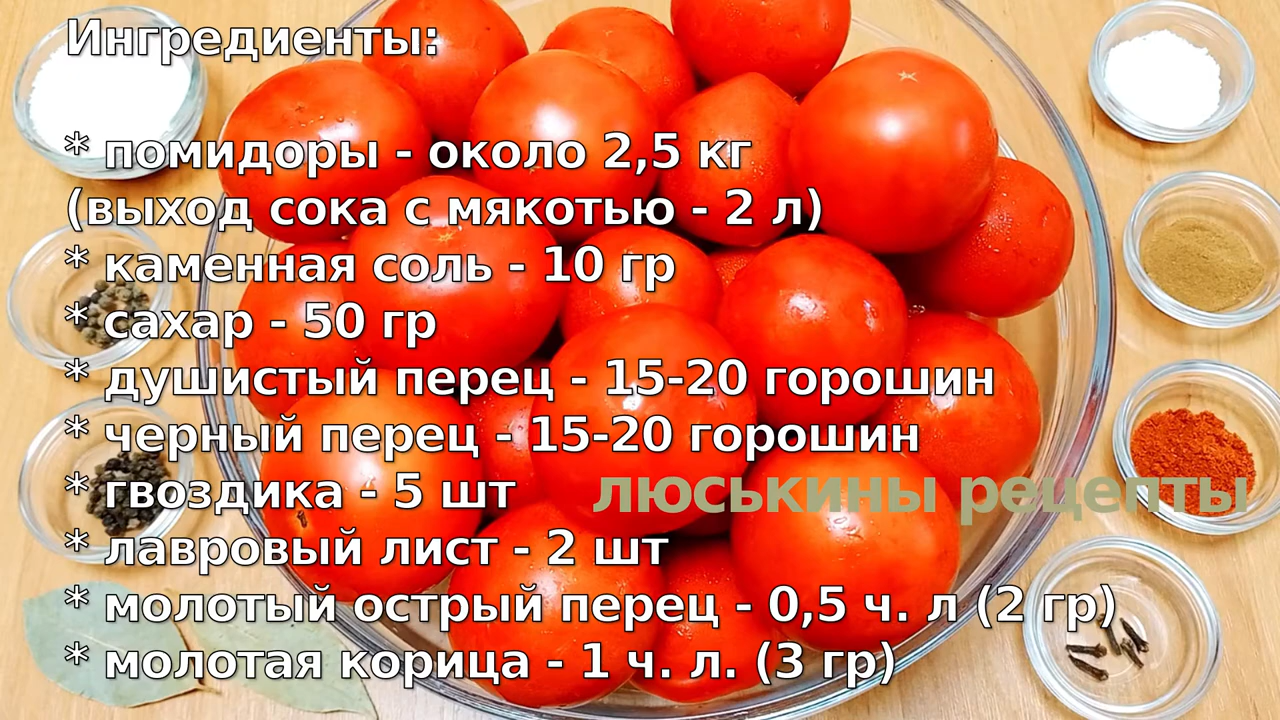 Ингредиенты:
* помидоры - около 2,5 кг
(выход сока с мякотью - 2 л)
* каменная соль - 10 гр
* сахар - 50 гр
* душистый перец - 15-20 горошин
* черный перец - 15-20 горошин
* гвоздика - 5 шт
люськины рецепты
* лавровый лист - 2 шт
* молотый острый перец - 0,5 ч. л (2 гр)
* молотая корица - 1 ч. л. (3 гр)